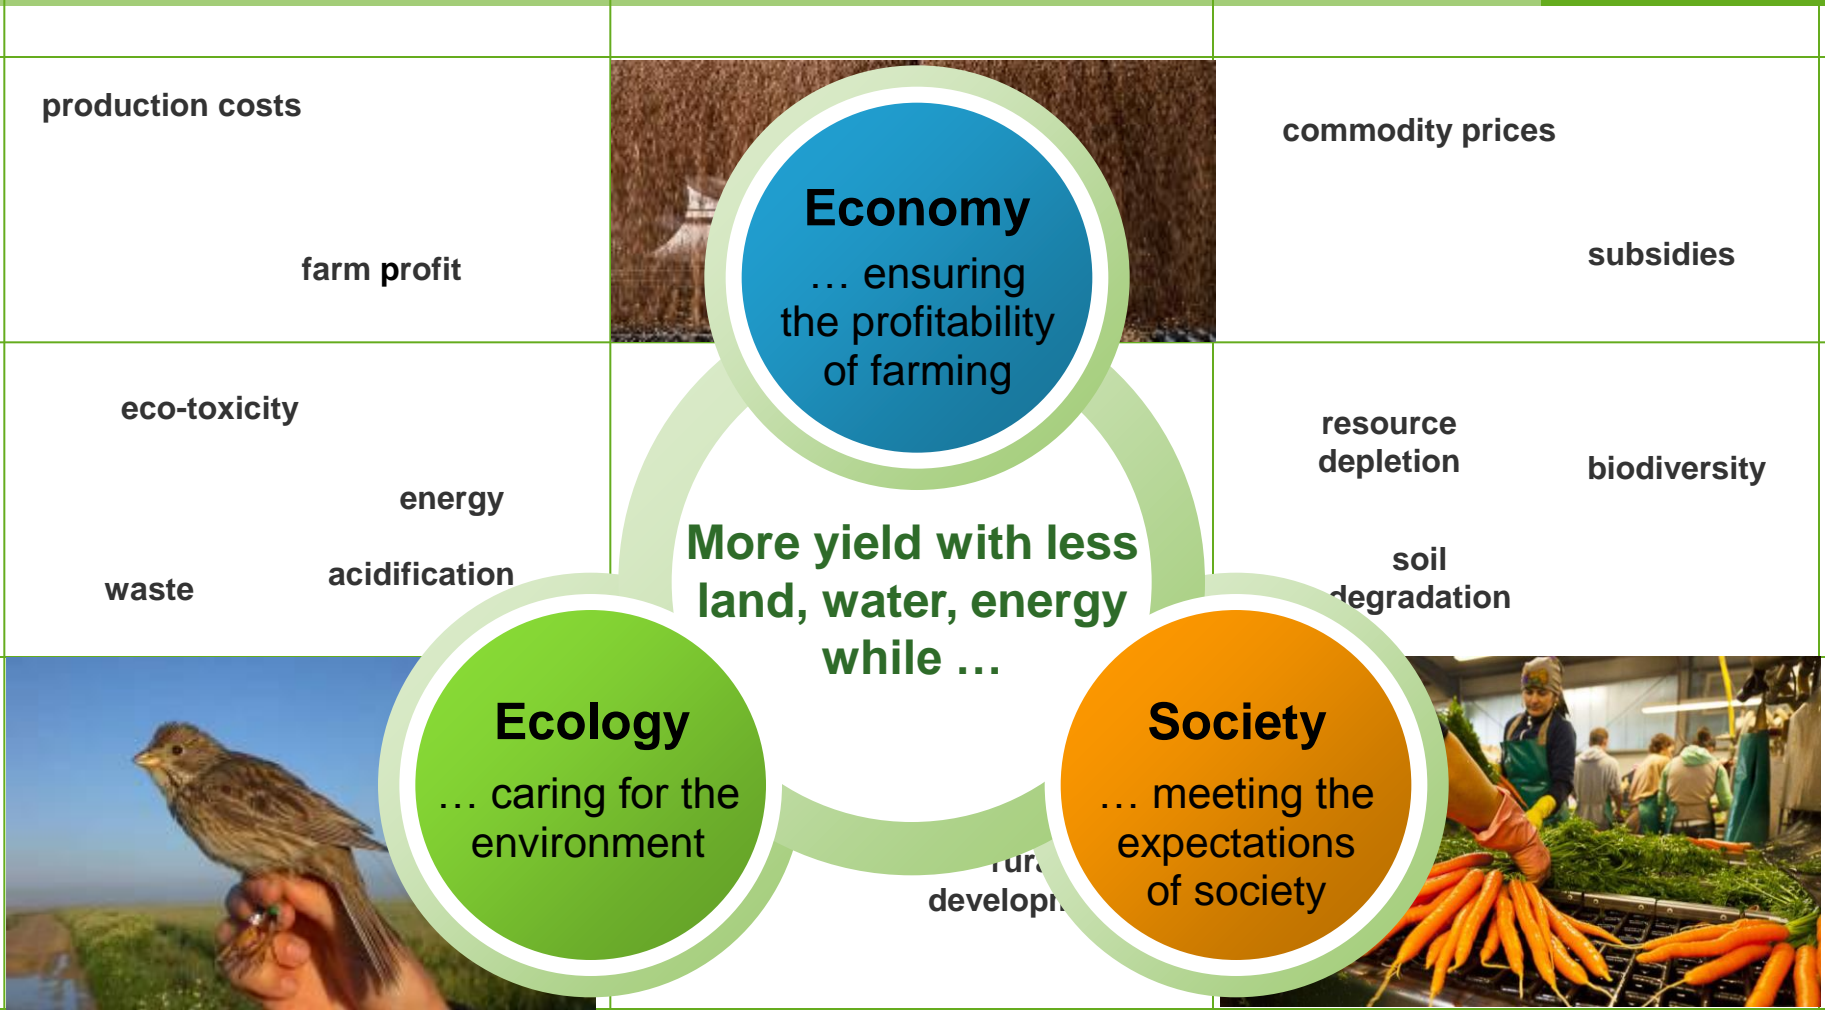 production costs
commodity prices
Economy
… ensuring
the profitability
of farming
farm profit
subsidies
eco-toxicity
resource
depletion
biodiversity
energy
acidification
waste
soil
degradation
More yield with less
land, water, energy
while …
Ecology
… caring for the
environment
Society
… meeting the
expectations
of society